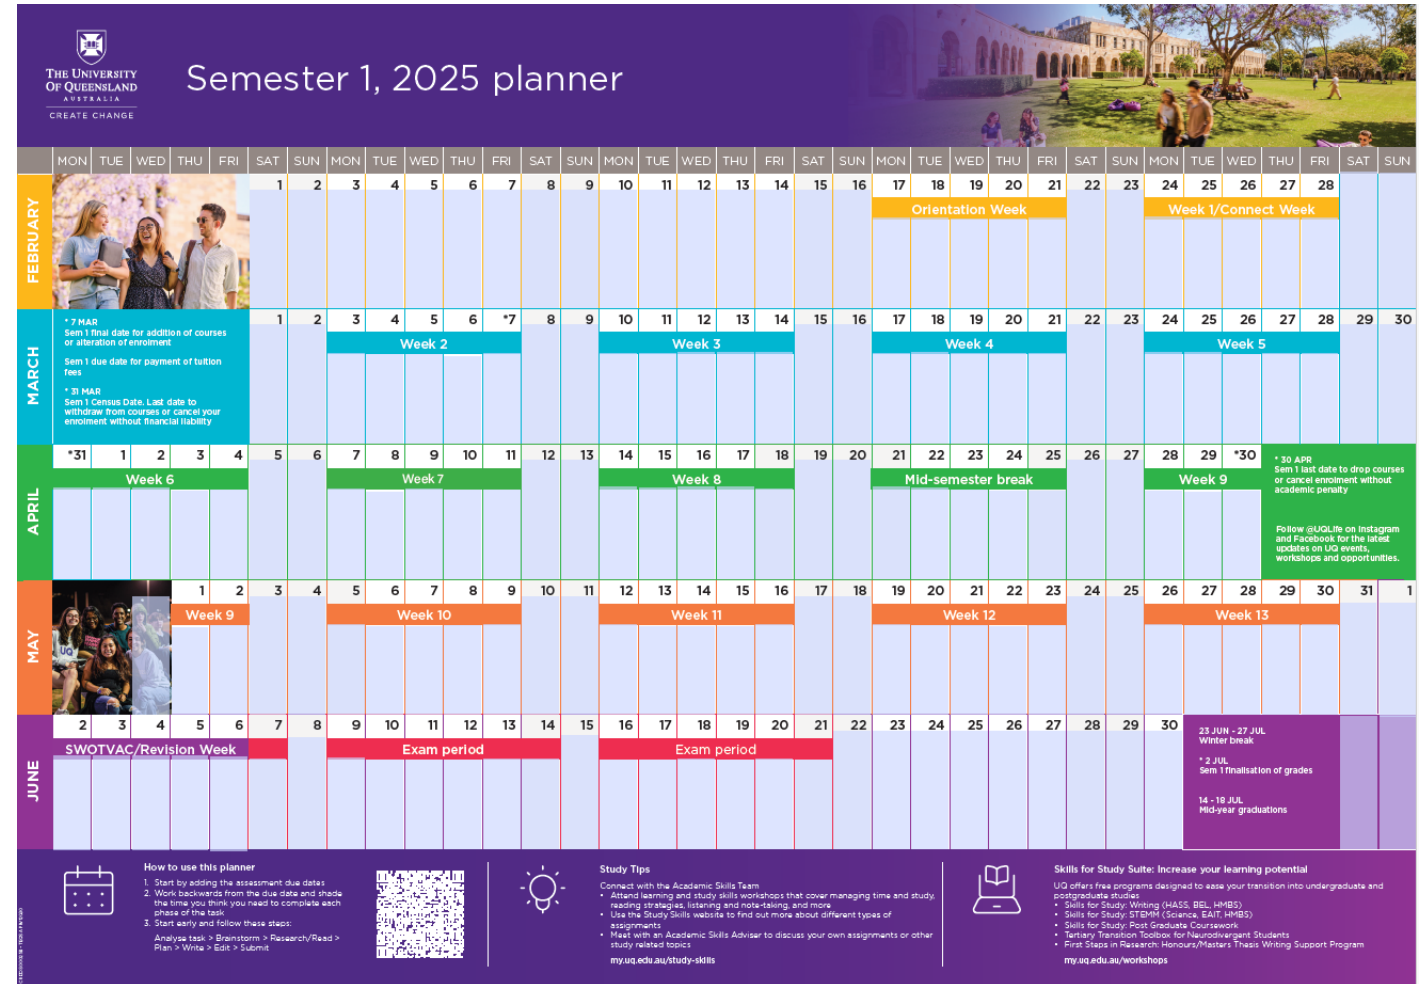 THE UNIVERSITY
OF QUEENSLAND
AUSTRALIA
CREATE CHANGE
Semester 1, 2025 planner
MON TUE WED THU FRI SAT SUN MON TUE WED THU FRI SAT SUN MON TUE WED THU FRI SAT SUN MON TUE WED THU FRI SAT SUN MON TUE WED THU FRI SAT SUN
FEBRUARY
1 2 3 4 5 6 7 8 9 10 11 12 13 14 15 16 17 18 19 20 21 22 23 24 25 26 27 28
Orientation Week
Week 1/Connect Week
MARCH
* 7 MAR
Sem 1 final date for addition of courses
or alteration of enrolment
Sem 1 due date for payment of tuition
fees
* 31 MAR
Sem 1 Census Date. Last date to
withdraw from courses or cancel your
enrolment without financial liability
1 2 3 4 5 6 *7 8 9 10 11 12 13 14 15 16 17 18 19 20 21 22 23 24 25 26 27 28 29 30
Week 2
Week 3
Week 4
Week 5
APRIL
*31 1 2 3 4 5 6 7 8 9 10 11 12 13 14 15 16 17 18 19 20 21 22 23 24 25 26 27 28 29 *30
Week 6
Week 7
Week 8
Mid-semester break
Week 9
* 30 APR
Sem 1 last date to drop courses
or cancel enrolment without
academic penalty
Follow @UQLife on Instagram
and Facebook for the latest
updates on UQ events,
workshops and opportunities.
MAY
UQ
1 2 3 4 5 6 7 8 9 10 11 12 13 14 15 16 17 18 19 20 21 22 23 24 25 26 27 28 29 30 31 1
Week 9
Week 10
Week 11
Week 12
Week 13
JUNE
2 3 4 5 6 7 8 9 10 11 12 13 14 15 16 17 18 19 20 21 22 23 24 25 26 27 28 29 30
SWOTVAC/Revision Week
Exam period
Exam period
23 JUN - 27 JUL
Winter break
* 2 JUL
Sem 1 finalisation of grades
14 - 18 JUL
Mid-year graduations
How to use this planner
1. Start by adding the assessment due dates
2. Work backwards from the due date and shade
the time you think you need to complete each
phase of the task
3. Start early and follow these steps:
Analyse task > Brainstorm > Research/Read >
Plan > Write > Edit > Submit
Study Tips
Connect with the Academic Skills Team
• Attend learning and study skills workshops that cover managing time and study,
reading strategies, listening and note-taking, and more
• Use the Study Skills website to find out more about different types of
assignments
• Meet with an Academic Skills Adviser to discuss your own assignments or other
study related topics
my.uq.edu.au/study-skills
Skills for Study Suite: Increase your learning potential
UQ offers free programs designed to ease your transition into undergraduate and
postgraduate studies
• Skills for Study: Writing (HASS, BEL, HMBS)
• Skills for Study: STEMM (Science, EAIT, HMBS)
• Skills for Study: Post Graduate Coursework
• Tertiary Transition Toolbox for Neurodivergent Students
• First Steps in Research: Honours/Masters Thesis Writing Support Program
my.uq.edu.au/workshops